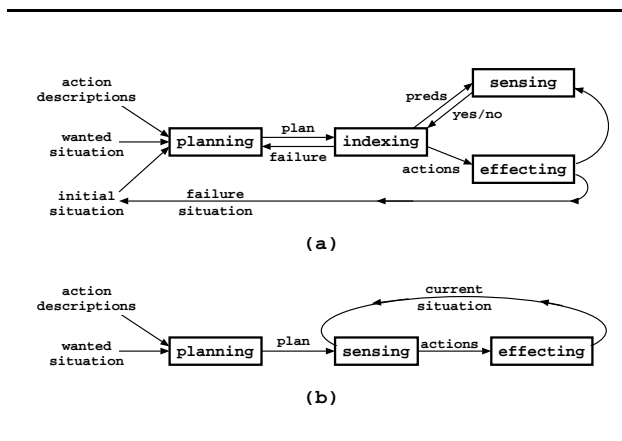 action
descriptions
wanted
situation
initial
situation
planning
plan
failure
indexing
preds
yes/no
sensing
actions
effecting
failure
situation
(a)
action
descriptions
wanted
situation
planning
plan
sensing
actions
effecting
current
situation
(b)